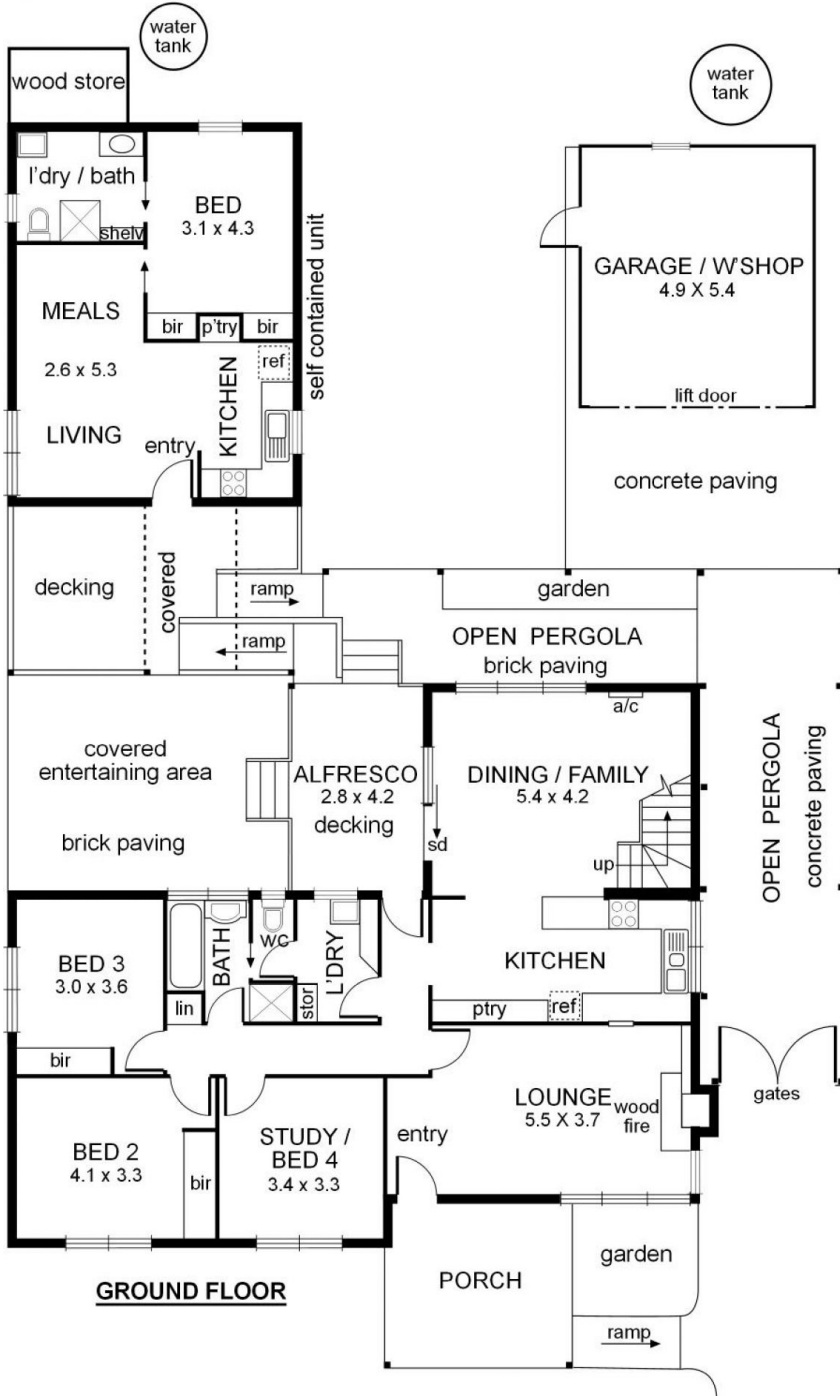 water
tank
wood store
water
tank
l'dry / bath
shelv
BED
3.1 x 4.3
self contained unit
GARAGE / W'SHOP
4.9 X 5.4
lift door
concrete paving
MEALS
2.6 x 5.3
LIVING
bir
p'try
bir
ref
KITCHEN
entry
decking
covered
ramp
ramp
garden
OPEN PERGOLA
brick paving
a/c
covered
entertaining area
brick paving
ALFRESCO
2.8 x 4.2
decking
DINING / FAMILY
5.4 x 4.2
sd
up
OPEN PERGOLA
concrete paving
BED 3
3.0 x 3.6
bir
BATH
lin
wc
L'DRY
stor
KITCHEN
ptry
ref
LOUNGE
5.5 X 3.7
wood
fire
gates
BED 2
4.1 x 3.3
bir
STUDY /
BED 4
3.4 x 3.3
entry
PORCH
garden
ramp
GROUND FLOOR